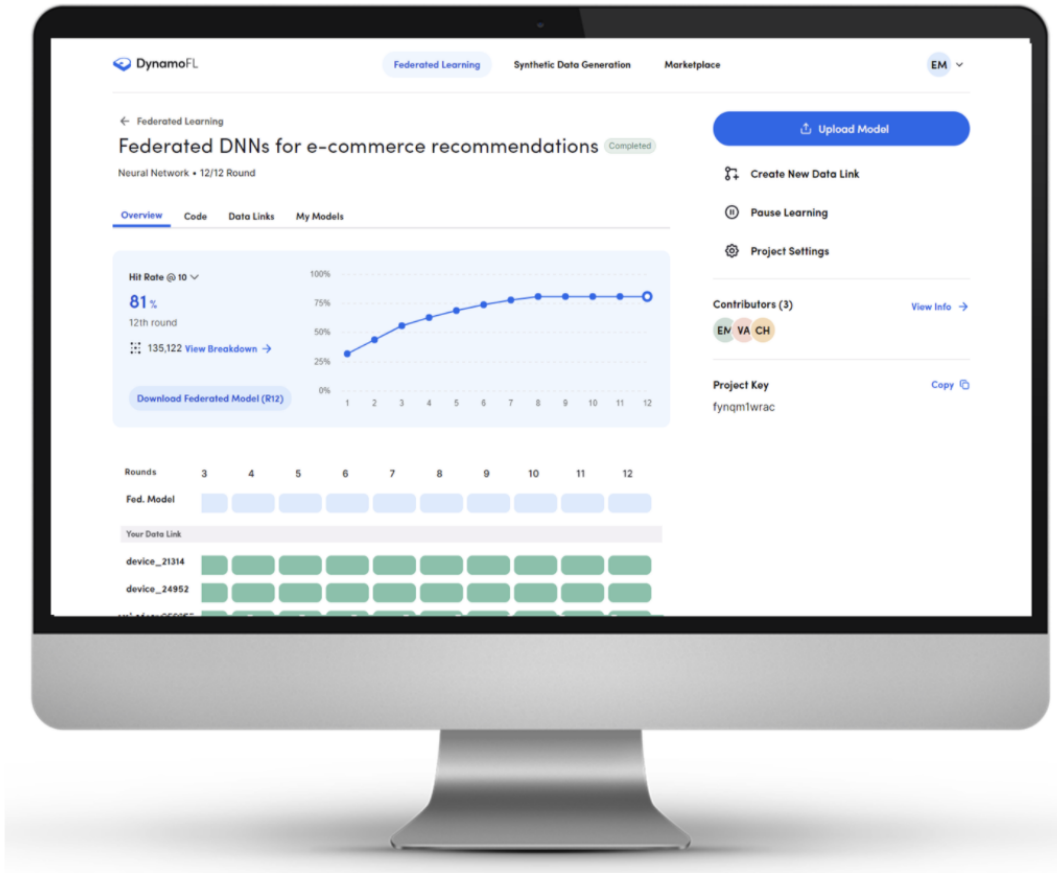 DynamoFL
Federated Learning
Synthetic Data Generation
Marketplace
EM
← Federated Learning
Federated DNNs for e-commerce recommendations
Completed
Neural Network • 12/12 Round
Overview
Code
Data Links
My Models
Hit Rate @ 10
81%
12th round
135,122 View Breakdown →
Download Federated Model (R12)
100%
75%
50%
25%
0%
1 2 3 4 5 6 7 8 9 10 11 12
Upload Model
Create New Data Link
Pause Learning
Project Settings
Contributors (3)
View Info →
EM VA CH
Project Key
Copy
fynqm1wrac
Rounds 3 4 5 6 7 8 9 10 11 12
Fed. Model
Your Data Link
device_21314
device_24952